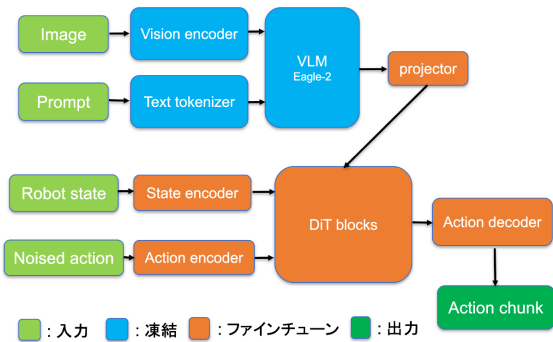 Image
Vision encoder
VLM
Eagle-2
projector
Prompt
Text tokenizer
Robot state
State encoder
DiT blocks
Action decoder
Noised action
Action encoder
Action chunk
: 入力
: 凍結
: ファインチューン
: 出力